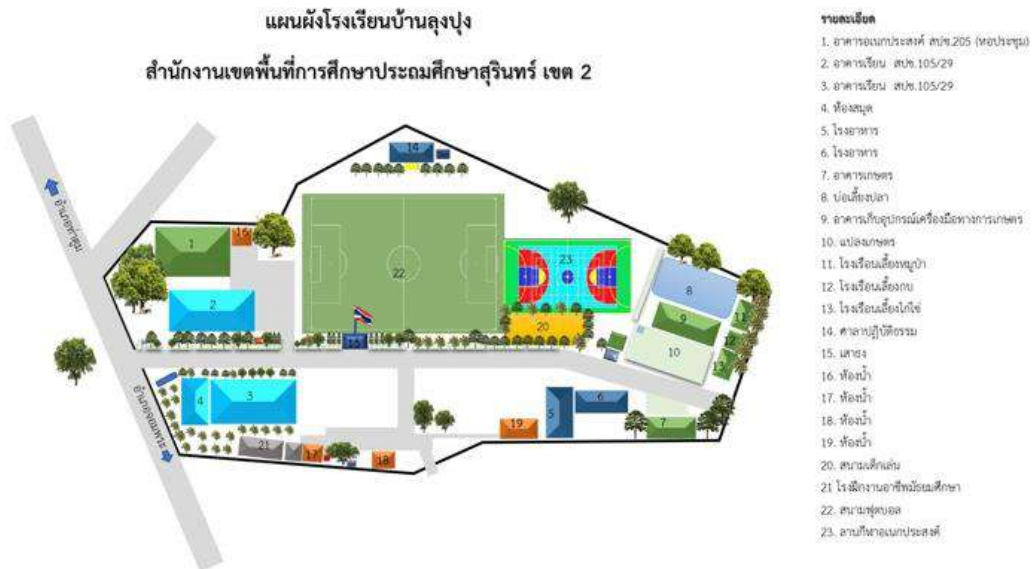 แผนผังโรงเรียนบ้านลุงปุง
สำนักงานเขตพื้นที่การศึกษาประถมศึกษาสุรินทร์ เขต 2
รายละเอียด
1. อาคารอเนกประสงค์ สปช.205 (หอประชุม)
2. อาคารเรียน สปช.105/29
3. อาคารเรียน สปช.105/29
4. ห้องสมุด
5. โรงอาหาร
6. โรงอาหาร
7. อาคารเกษตร
8. บ่อเลี้ยงปลา
9. อาคารเก็บอุปกรณ์เครื่องมือทางการเกษตร
10. แปลงเกษตร
11. โรงเรือนเลี้ยงหมูป่า
12. โรงเรือนเลี้ยงกบ
13. โรงเรือนเลี้ยงไก่ไข่
14. ศาลาปฏิบัติธรรม
15. เสาธง
16. ห้องน้ำ
17. ห้องน้ำ
18. ห้องน้ำ
19. ห้องน้ำ
20. สนามเด็กเล่น
21 โรงฝึกงานอาชีพมัธยมศึกษา
22. สนามฟุตบอล
23. ลานกีฬาอเนกประสงค์
อำเภอท่าตูม
อำเภอจอมพระ
14
16
1
23
22
8
2
11
9
20
15
12
10
13
4
3
6
5
19
7
21
17
18